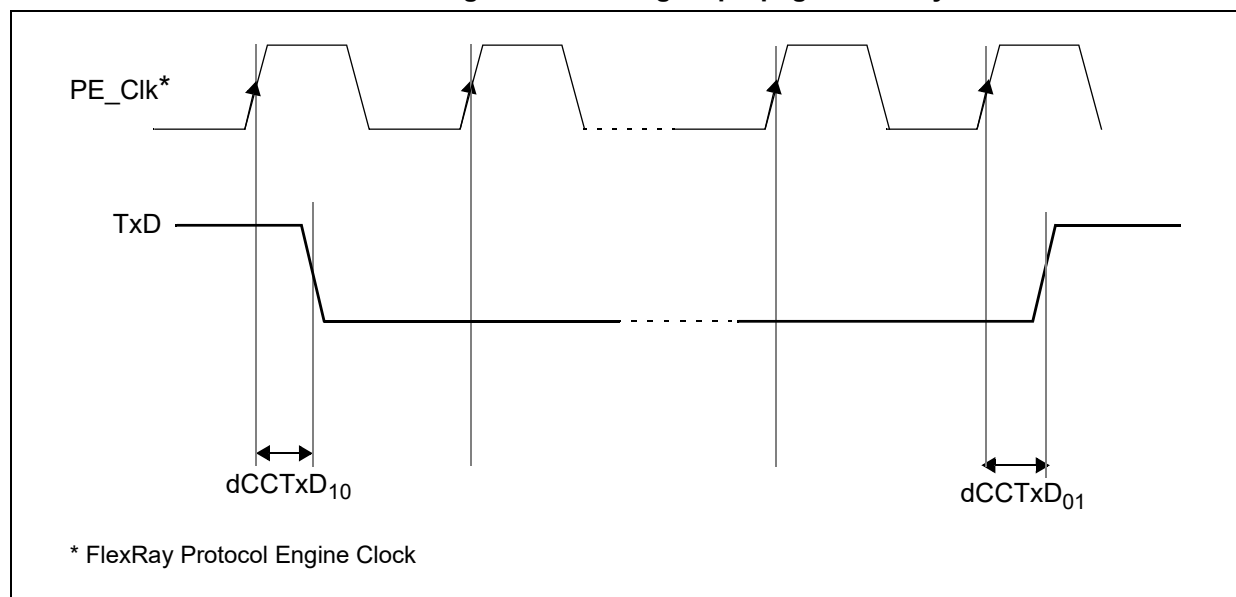 PE_Clk*
TxD
dCCTxD10
dCCTxD01
* FlexRay Protocol Engine Clock